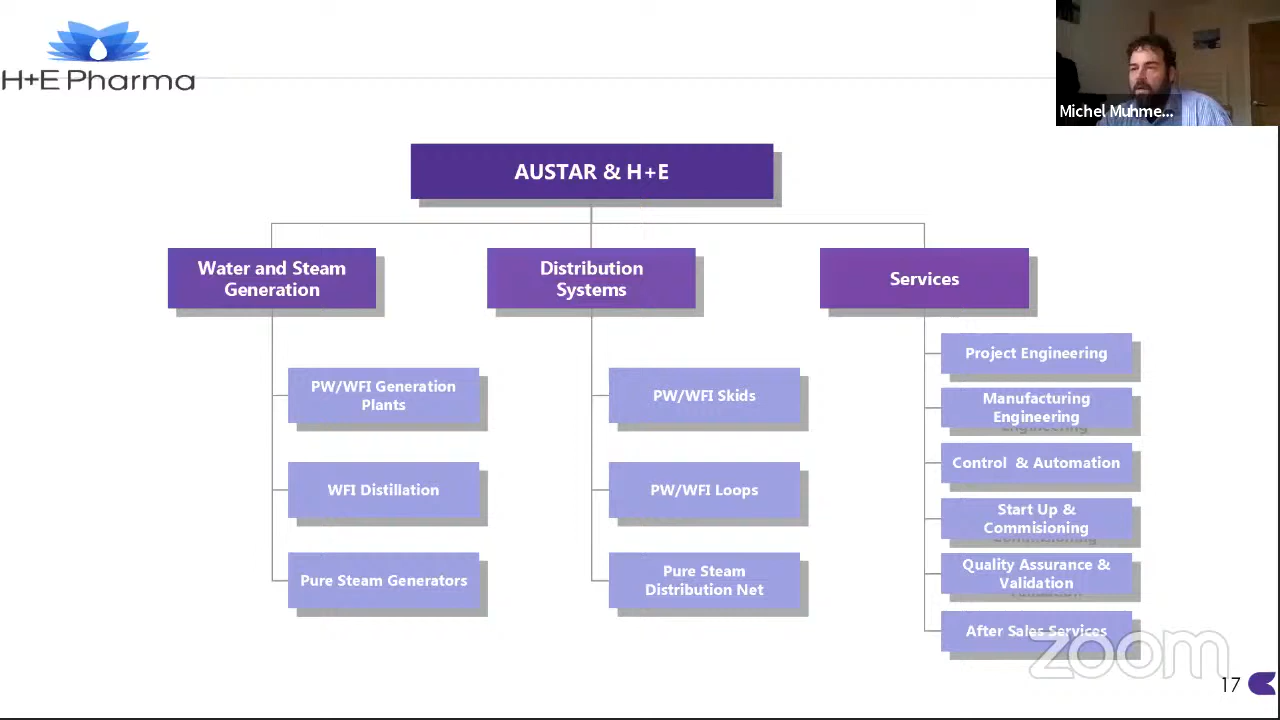 H+E Pharma
Michel Muhme...
AUSTAR & H+E
Water and Steam
Generation
PW/WFI Generation
Plants
WFI Distillation
Pure Steam Generators
Distribution
Systems
PW/WFI Skids
PW/WFI Loops
Pure Steam
Distribution Net
Services
Project Engineering
Manufacturing
Engineering
Control & Automation
Start Up &
Commisioning
Quality Assurance &
Validation
After Sales Services
zoom
17